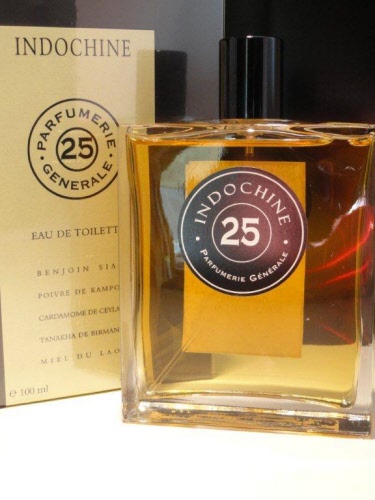 INDOCHINE
PARFUMERIE
25
GENERALE
EAU DE TOILETT
BENJOIN SIA
POIVRE DE KAMPO
CARDAMOME DE CEYLA
TANAKHA DE BIRMAN
MIEL DU LAO
e 100 ml
INDOCHINE
25
PARFUMERIE GÉNÉRALE